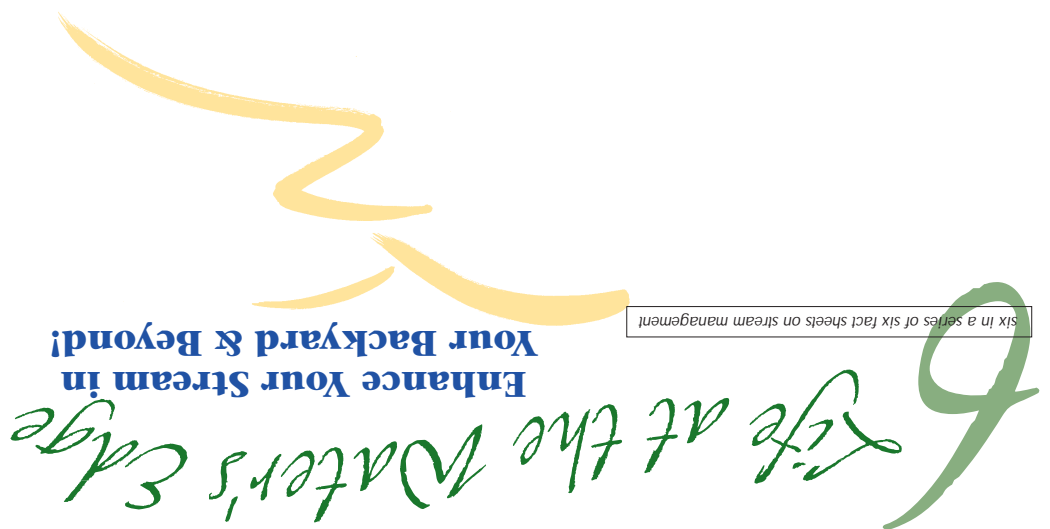 6
Life at the Water's Edge
Enhance Your Stream in
Your Backyard & Beyond!
six in a series of six fact sheets on stream management